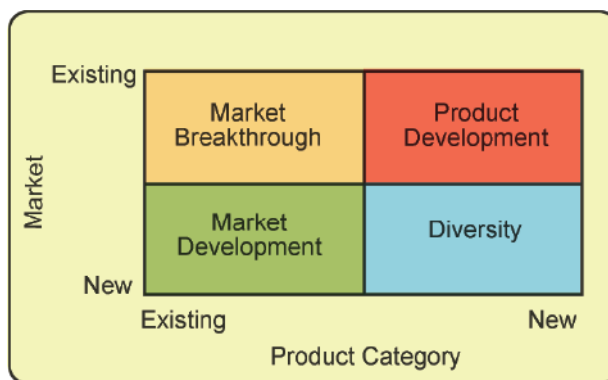 Existing
Market
Breakthrough
Product
Development
Market
Market
Development
Diversity
New
Existing
New
Product Category